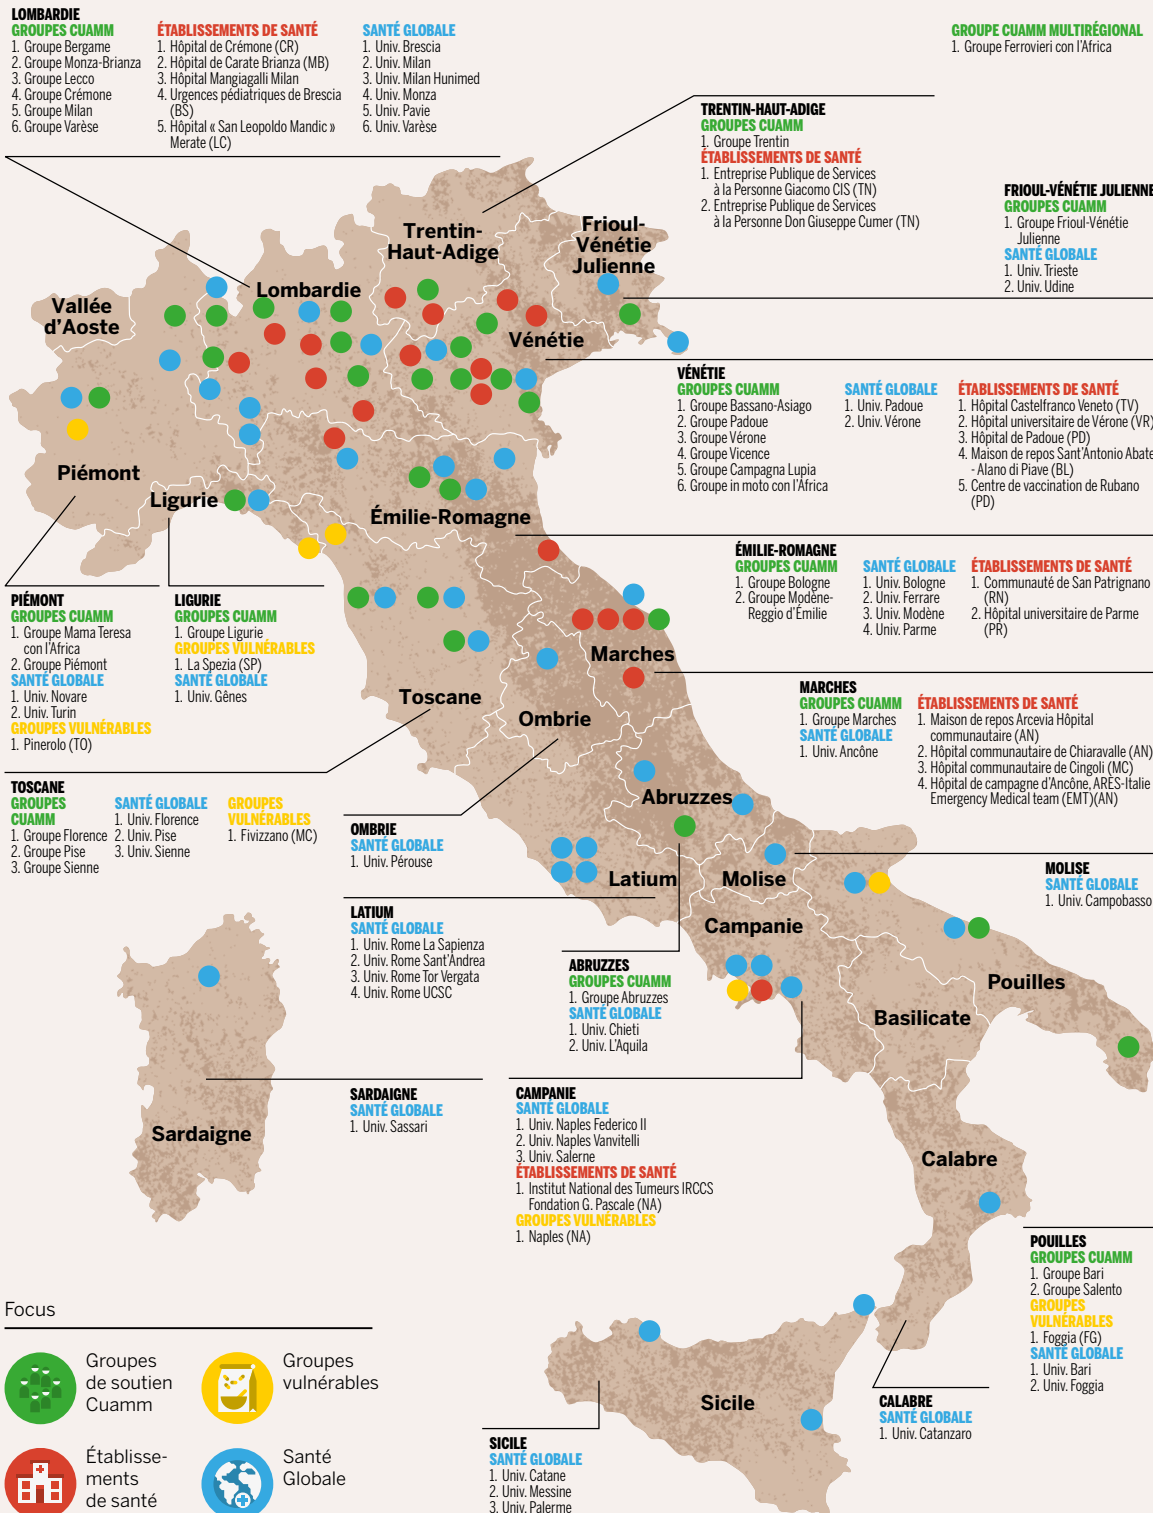 LOMBARDIE
GROUPES CUAMM
1. Groupe Bergame
2. Groupe Monza-Brianza
3. Groupe Lecco
4. Groupe Crémone
5. Groupe Milan
6. Groupe Varèse
ÉTABLISSEMENTS DE SANTÉ
1. Hôpital de Crémone (CR)
2. Hôpital de Carate Brianza (MB)
3. Hôpital Mangiagalli Milan
4. Urgences pédiatriques de Brescia
(BS)
5. Hôpital « San Leopoldo Mandic »
Merate (LC)
SANTÉ GLOBALE
1. Univ. Brescia
2. Univ. Milan
3. Univ. Milan Hunimed
4. Univ. Monza
5. Univ. Pavie
6. Univ. Varèse
GROUPE CUAMM MULTIRÉGIONAL
1. Groupe Ferrovieri con l'Africa
TRENTIN-HAUT-ADIGE
GROUPES CUAMM
1. Groupe Trentin
ÉTABLISSEMENTS DE SANTÉ
1. Entreprise Publique de Services
à la Personne Giacomo CIS (TN)
2. Entreprise Publique de Services
à la Personne Don Giuseppe Cumer (TN)
FRIOUL-VÉNÉTIE JULIENNE
GROUPES CUAMM
1. Groupe Frioul-Vénétie
Julienne
SANTÉ GLOBALE
1. Univ. Trieste
2. Univ. Udine
Trentin-
Haut-Adige
Frioul-
Vénétie
Julienne
Lombardie
Vallée
d'Aoste
Vénétie
Piémont
Ligurie
Émilie-Romagne
VÉNÉTIE
GROUPES CUAMM
1. Groupe Bassano-Asiago
2. Groupe Padoue
3. Groupe Vérone
4. Groupe Vicence
5. Groupe Campagna Lupia
6. Groupe in moto con l'Africa
SANTÉ GLOBALE
1. Univ. Padoue
2. Univ. Vérone
ÉTABLISSEMENTS DE SANTÉ
1. Hôpital Castelfranco Veneto (TV)
2. Hôpital universitaire de Vérone (VR)
3. Hôpital de Padoue (PD)
4. Maison de repos Sant'Antonio Abate
- Alano di Piave (BL)
5. Centre de vaccination de Rubano
(PD)
ÉMILIE-ROMAGNE
GROUPES CUAMM
1. Groupe Bologne
2. Groupe Modène-
Reggio d'Émilie
SANTÉ GLOBALE
1. Univ. Bologne
2. Univ. Ferrare
3. Univ. Modène
4. Univ. Parme
ÉTABLISSEMENTS DE SANTÉ
1. Communauté de San Patrignano
(RN)
2. Hôpital universitaire de Parme
(PR)
PIÉMONT
GROUPES CUAMM
1. Groupe Mama Teresa
con l'Africa
2. Groupe Piémont
SANTÉ GLOBALE
1. Univ. Novare
2. Univ. Turin
GROUPES VULNÉRABLES
1. Pinerolo (TO)
LIGURIE
GROUPES CUAMM
1. Groupe Ligurie
GROUPES VULNÉRABLES
1. La Spezia (SP)
SANTÉ GLOBALE
1. Univ. Gênes
Marches
Toscane
Ombrie
MARCHES
GROUPES CUAMM
1. Groupe Marches
SANTÉ GLOBALE
1. Univ. Ancône
ÉTABLISSEMENTS DE SANTÉ
1. Maison de repos Arcevia Hôpital
communautaire (AN)
2. Hôpital communautaire de Chiaravalle (AN)
3. Hôpital communautaire de Cingoli (MC)
4. Hôpital de campagne d'Ancône, ARES-Italie
Emergency Medical team (EMT)(AN)
TOSCANE
GROUPES
CUAMM
1. Groupe Florence
2. Groupe Pise
3. Groupe Sienne
SANTÉ GLOBALE
1. Univ. Florence
2. Univ. Pise
3. Univ. Sienne
GROUPES
VULNÉRABLES
1. Fivizzano (MC)
OMBRIE
SANTÉ GLOBALE
1. Univ. Pérouse
Abruzzes
Latium
Molise
Campanie
Pouilles
Basilicate
MOLISE
SANTÉ GLOBALE
1. Univ. Campobasso
LATIUM
SANTÉ GLOBALE
1. Univ. Rome La Sapienza
2. Univ. Rome Sant'Andrea
3. Univ. Rome Tor Vergata
4. Univ. Rome UCSC
ABRUZZES
GROUPES CUAMM
1. Groupe Abruzzes
SANTÉ GLOBALE
1. Univ. Chieti
2. Univ. L'Aquila
Sardaigne
SARDAIGNE
SANTÉ GLOBALE
1. Univ. Sassari
CAMPANIE
SANTÉ GLOBALE
1. Univ. Naples Federico II
2. Univ. Naples Vanvitelli
3. Univ. Salerne
ÉTABLISSEMENTS DE SANTÉ
1. Institut National des Tumeurs IRCCS
Fondation G. Pascale (NA)
GROUPES VULNÉRABLES
1. Naples (NA)
Calabre
POUILLES
GROUPES CUAMM
1. Groupe Bari
2. Groupe Salento
GROUPES
VULNÉRABLES
1. Foggia (FG)
SANTÉ GLOBALE
1. Univ. Bari
2. Univ. Foggia
Sicile
CALABRE
SANTÉ GLOBALE
1. Univ. Catanzaro
SICILE
SANTÉ GLOBALE
1. Univ. Catane
2. Univ. Messine
3. Univ. Palerme
Focus
Groupes
de soutien
Cuamm
Groupes
vulnérables
Établisse-
ments
de santé
Santé
Globale